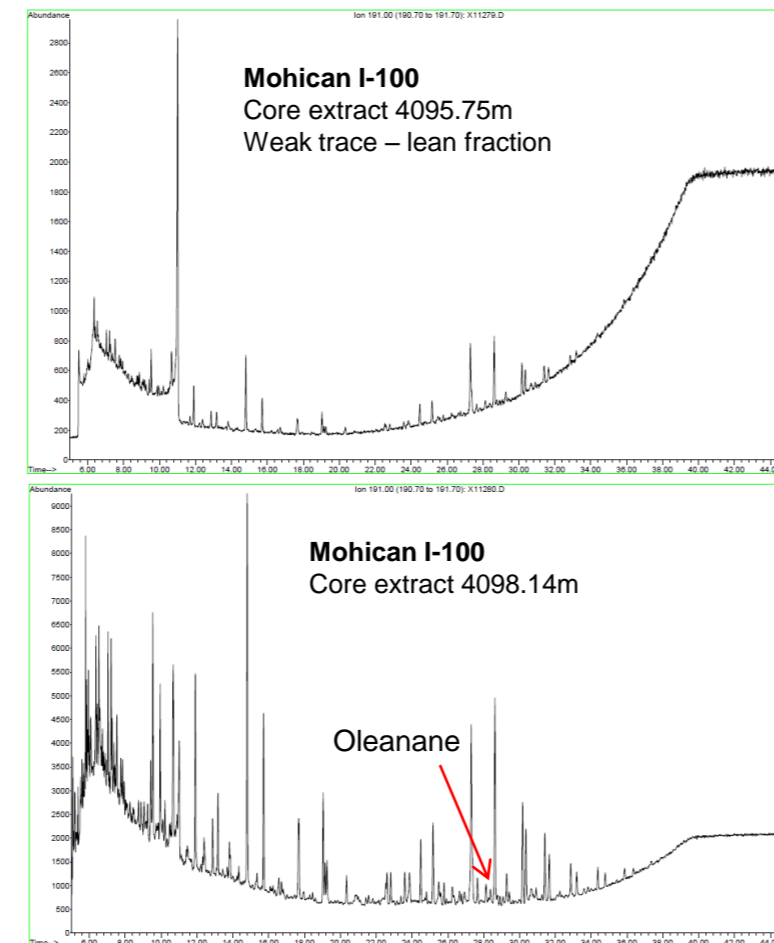 Abundance
Ion 191.00 (190.70 to 191.70): X11279.D
Mohican I-100
Core extract 4095.75m
Weak trace – lean fraction
2800
2600
2400
2200
2000
1800
1600
1400
1200
1000
800
600
400
200
0
Time-->
6.00 8.00 10.00 12.00 14.00 16.00 18.00 20.00 22.00 24.00 26.00 28.00 30.00 32.00 34.00 36.00 38.00 40.00 42.00
Abundance
Ion 191.00 (190.70 to 191.70): X11280.D
Mohican I-100
Core extract 4098.14m
Oleanane
9000
8500
8000
7500
7000
6500
6000
5500
5000
4500
4000
3500
3000
2500
2000
1500
1000
500
0
Time-->
6.00 8.00 10.00 12.00 14.00 16.00 18.00 20.00 22.00 24.00 26.00 28.00 30.00 32.00 34.00 36.00 38.00 40.00 42.00